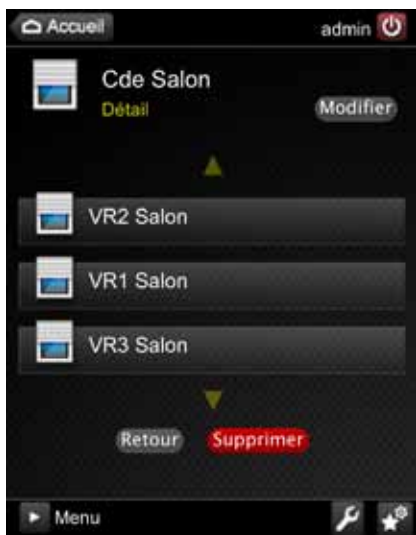 Accueil
admin
Cde Salon
Détail
Modifier
VR2 Salon
VR1 Salon
VR3 Salon
Retour
Supprimer
Menu